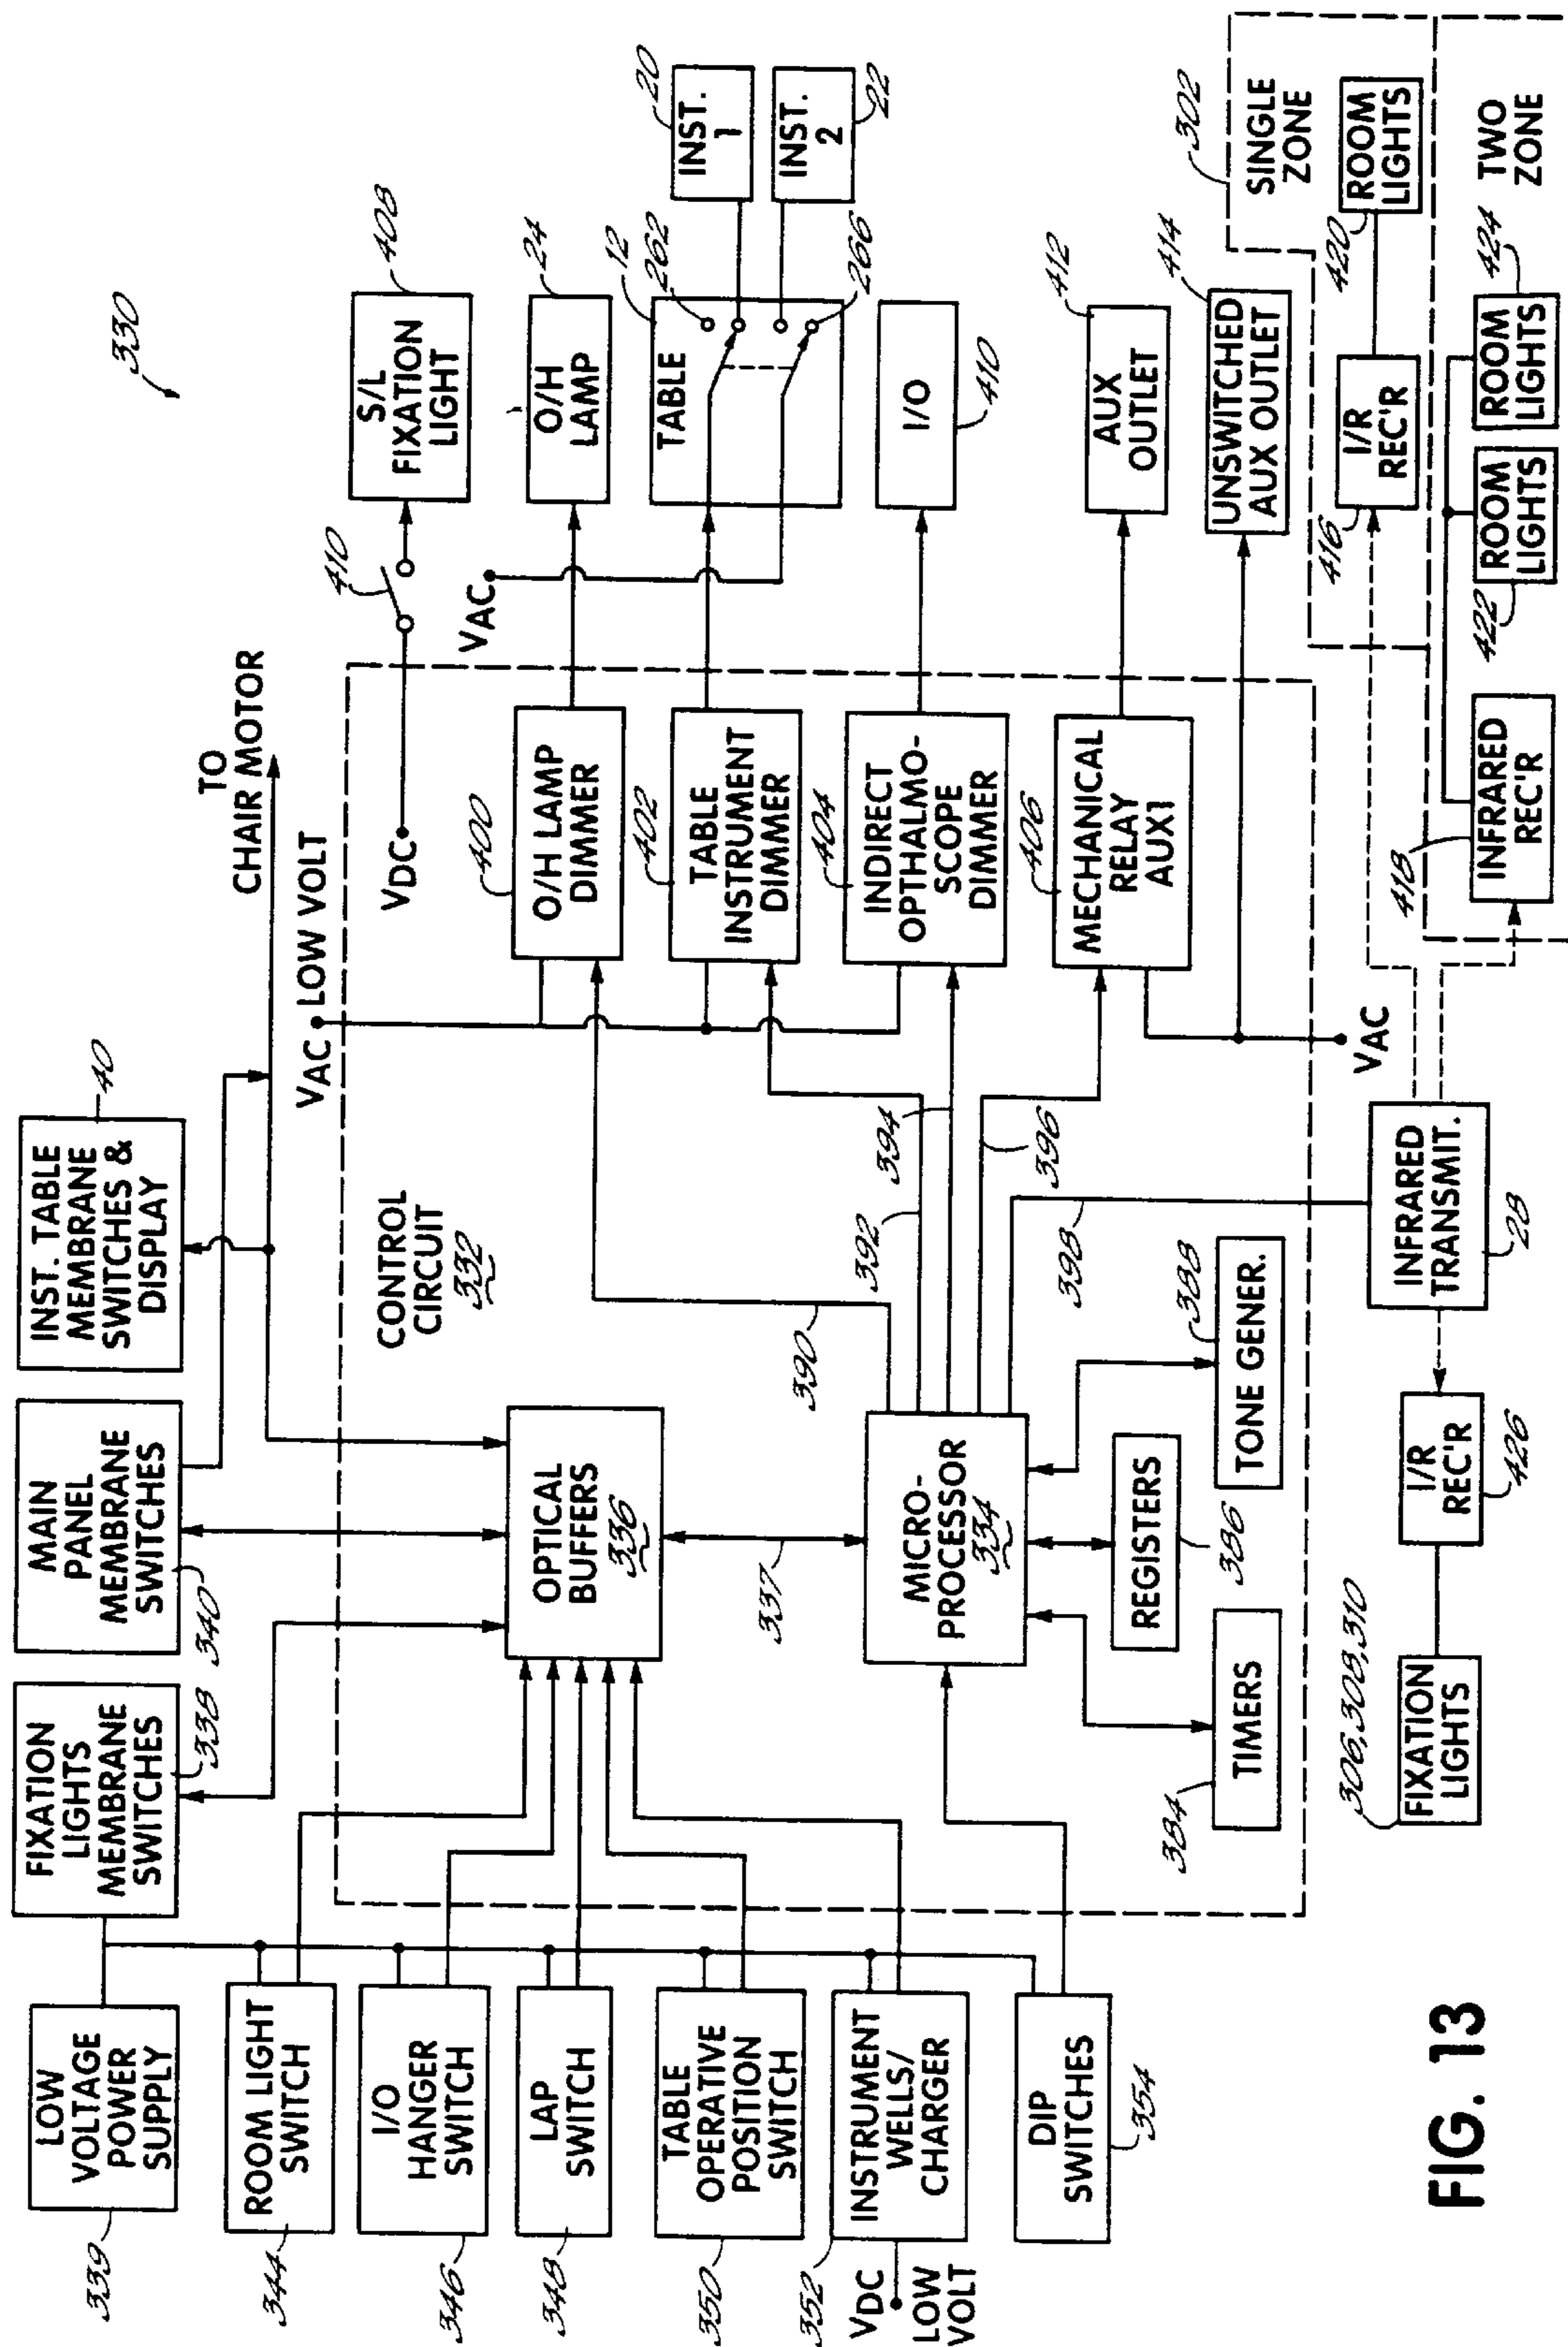 330
LOW
VOLTAGE
POWER
SUPPLY
339
FIXATION
LIGHTS
MEMBRANE
SWITCHES
338
MAIN
PANEL
MEMBRANE
SWITCHES
340
INST. TABLE
MEMBRANE
SWITCHES &
DISPLAY
40
TO
CHAIR MOTOR
ROOM LIGHT
SWITCH
344
I/O
HANGER
SWITCH
346
LAP
SWITCH
348
TABLE
OPERATIVE
POSITION
SWITCH
350
INSTRUMENT
WELLS/
CHARGER
352
VDC
LOW
VOLT
DIP
SWITCHES
354
CONTROL
CIRCUIT
332
OPTICAL
BUFFERS
336
337
MICRO-
PROCESSOR
334
TIMERS
384
REGISTERS
386
TONE GENER.
388
390
392
394
396
398
VAC
LOW VOLT
VDC
410
S/L
FIXATION
LIGHT
408
O/H LAMP
DIMMER
400
O/H
LAMP
24
VAC
TABLE
INSTRUMENT
DIMMER
402
TABLE
12
262
266
INST.
1
20
INST.
2
22
INDIRECT
OPTHALMO-
SCOPE
DIMMER
404
I/O
410
MECHANICAL
RELAY
AUX1
406
AUX
OUTLET
412
UNSWITCHED
AUX OUTLET
414
VAC
INFRARED
TRANSMIT.
28
I/R
REC'R
426
FIXATION
LIGHTS
306,308,310
302
SINGLE
ZONE
I/R
REC'R
416
ROOM
LIGHTS
420
TWO
ZONE
INFRARED
REC'R
418
ROOM
LIGHTS
422
ROOM
LIGHTS
424
FIG. 13